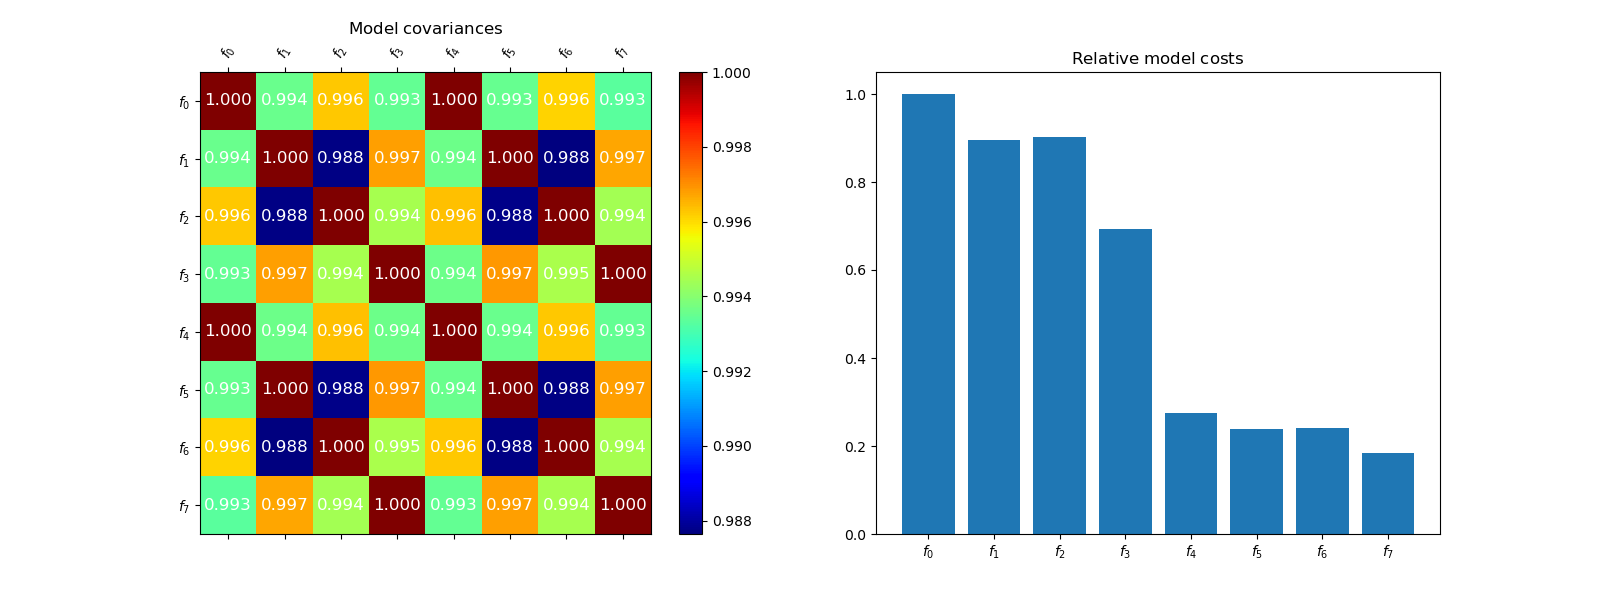 Model covariances
f0 f1 f2 f3 f4 f5 f6 f7
f0 1.000 0.994 0.996 0.993 1.000 0.993 0.996 0.993
f1 0.994 1.000 0.988 0.997 0.994 1.000 0.988 0.997
f2 0.996 0.988 1.000 0.994 0.996 0.988 1.000 0.994
f3 0.993 0.997 0.994 1.000 0.994 0.997 0.995 1.000
f4 1.000 0.994 0.996 0.994 1.000 0.994 0.996 0.993
f5 0.993 1.000 0.988 0.997 0.994 1.000 0.988 0.997
f6 0.996 0.988 1.000 0.995 0.996 0.988 1.000 0.994
f7 0.993 0.997 0.994 1.000 0.993 0.997 0.994 1.000
1.000
0.998
0.996
0.994
0.992
0.990
0.988
Relative model costs
1.0
0.8
0.6
0.4
0.2
0.0
f0 f1 f2 f3 f4 f5 f6 f7